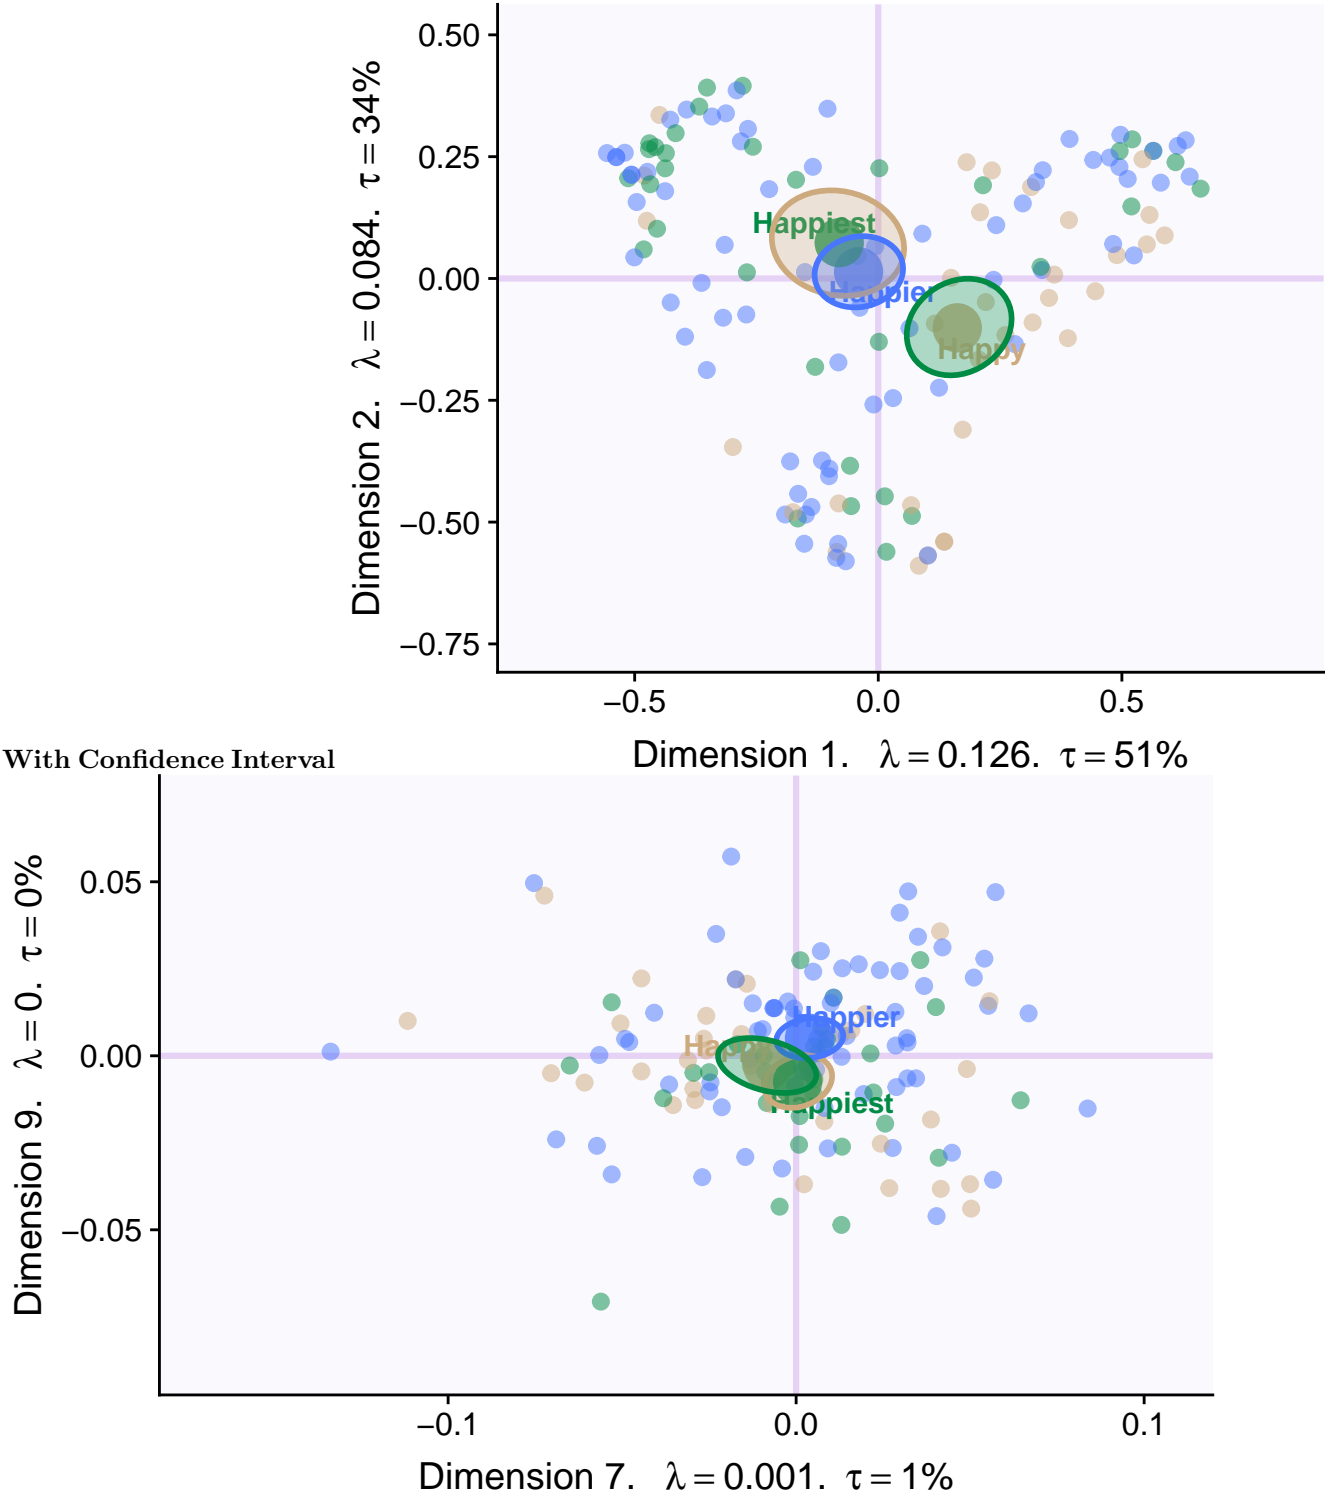 0.50
0.25
0.00
−0.25
−0.50
−0.75
Dimension 2. λ = 0.084. τ = 34%
Happiest
Happier
Happy
−0.5 0.0 0.5
Dimension 1. λ = 0.126. τ = 51%
With Confidence Interval
0.05
0.00
−0.05
Dimension 9. λ = 0. τ = 0%
Happier
Happy
Happiest
−0.1 0.0 0.1
Dimension 7. λ = 0.001. τ = 1%